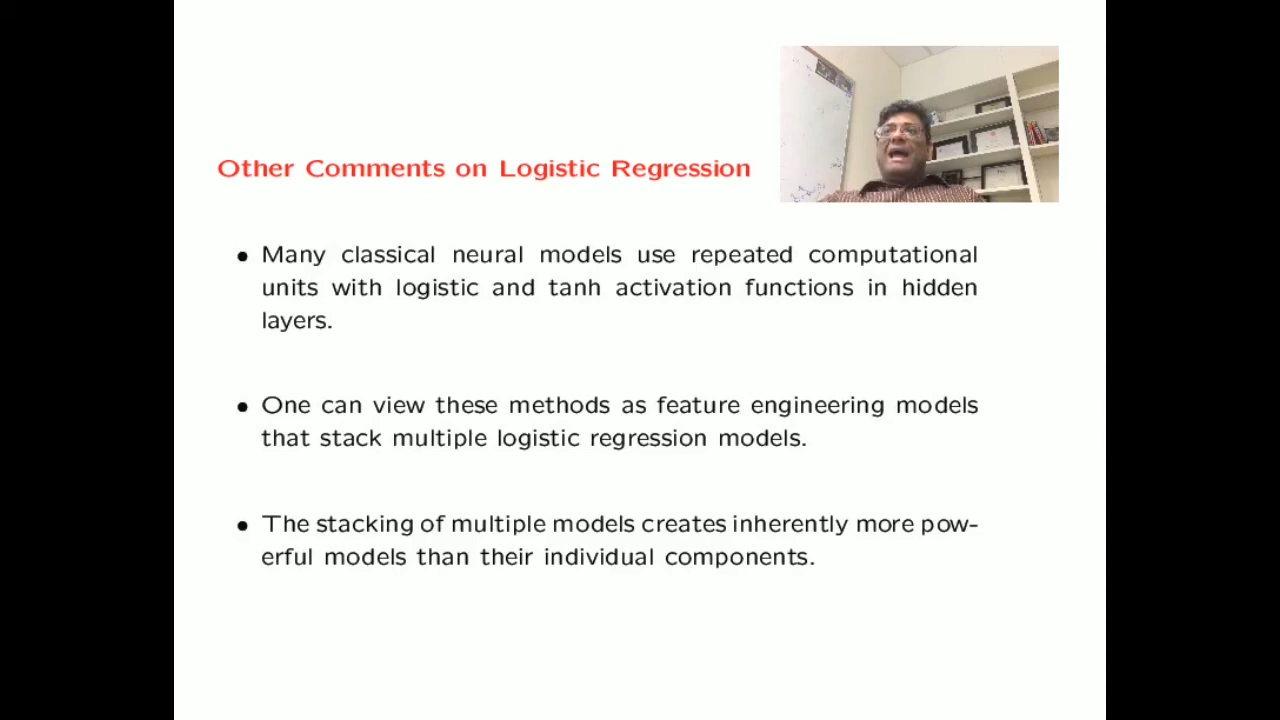 Other Comments on Logistic Regression
• Many classical neural models use repeated computational
units with logistic and tanh activation functions in hidden
layers.
• One can view these methods as feature engineering models
that stack multiple logistic regression models.
• The stacking of multiple models creates inherently more pow-
erful models than their individual components.